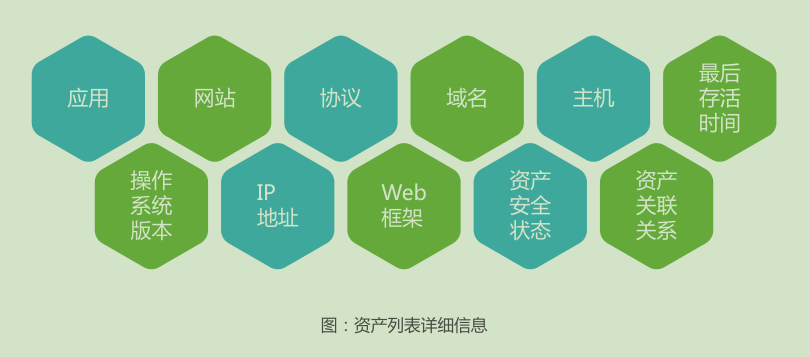 应用
网站
协议
域名
主机
最后
存活
时间
操作
系统
版本
IP
地址
Web
框架
资产
安全
状态
资产
关联
关系
图：资产列表详细信息